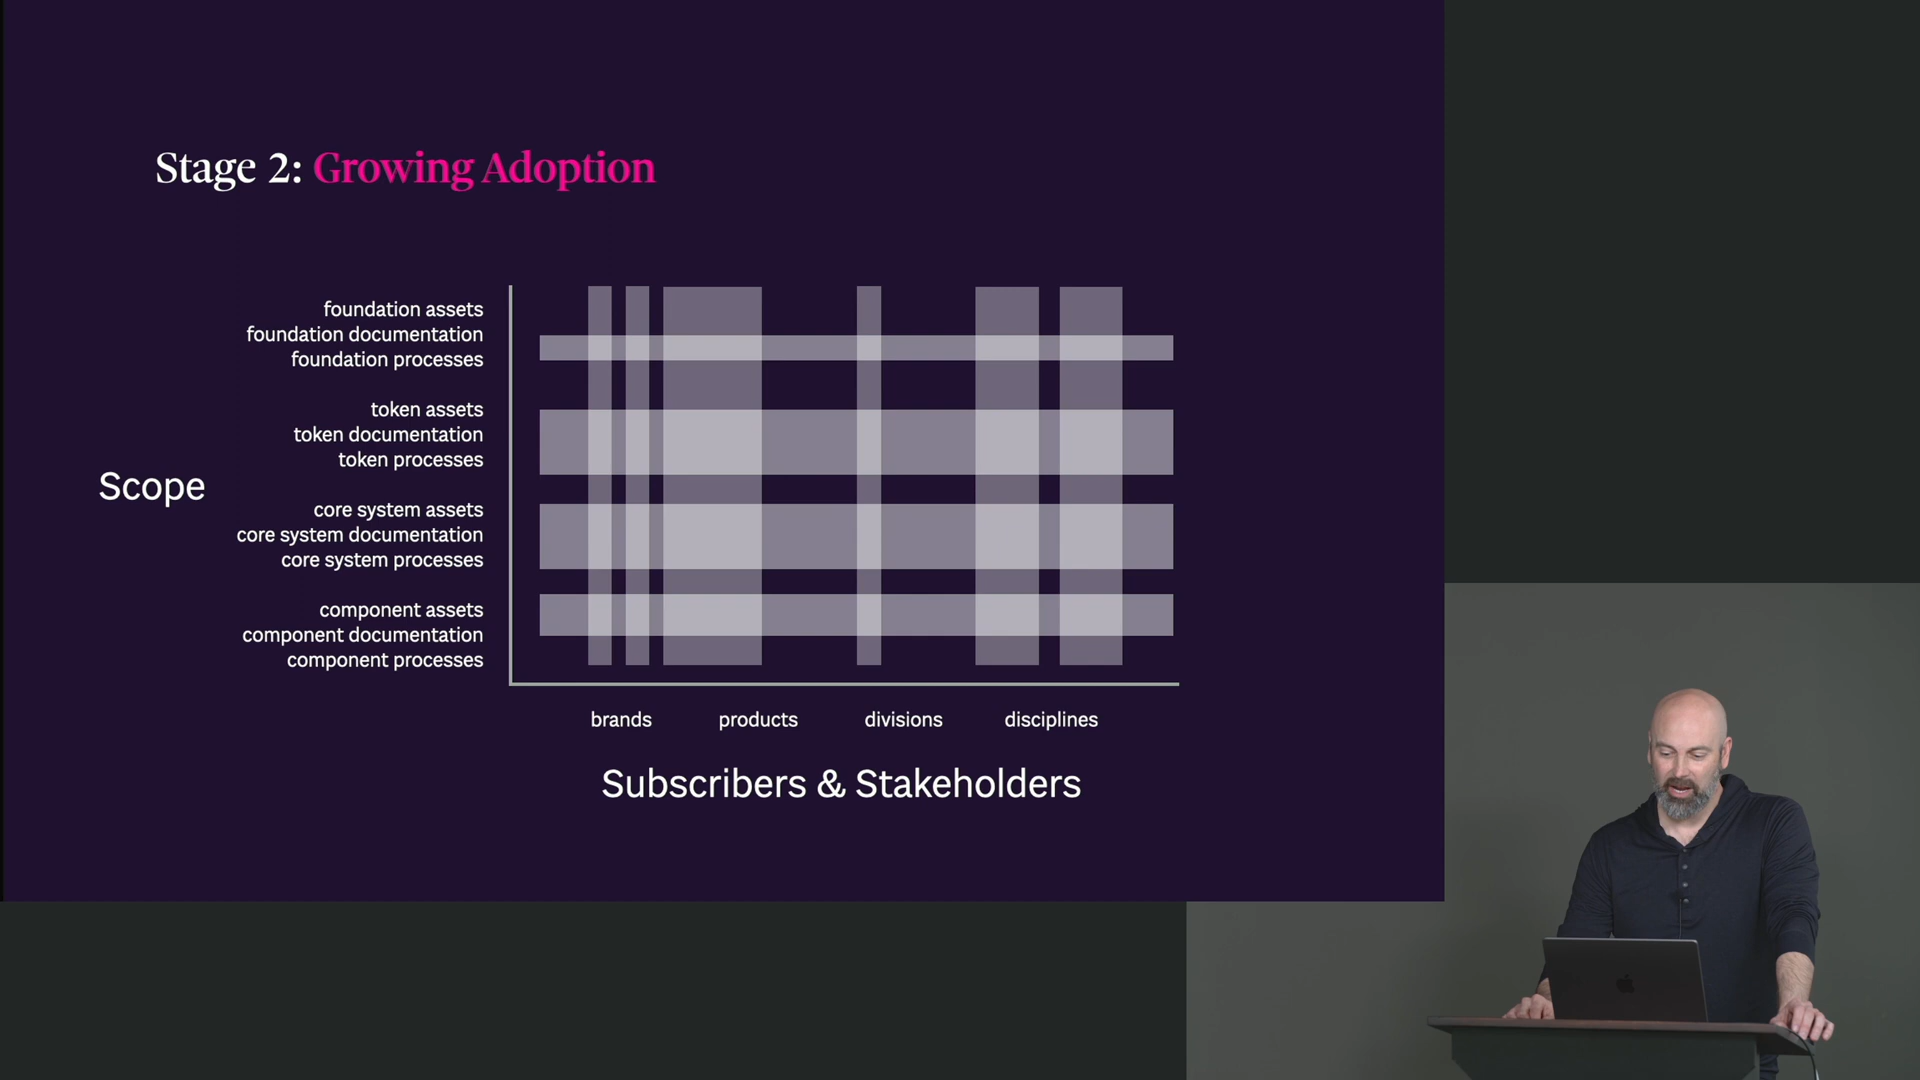 Stage 2: Growing Adoption
foundation assets
foundation documentation
foundation processes
token assets
token documentation
token processes
Scope
core system assets
core system documentation
core system processes
component assets
component documentation
component processes
brands
products
divisions
disciplines
Subscribers & Stakeholders